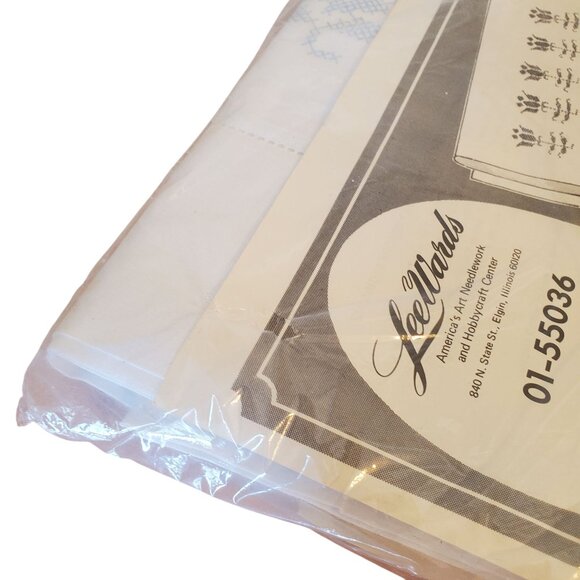 LeeWards
America's Art Needlework
and Hobbycraft Center
840 N. State St., Elgin, Illinois 60120
01-55036